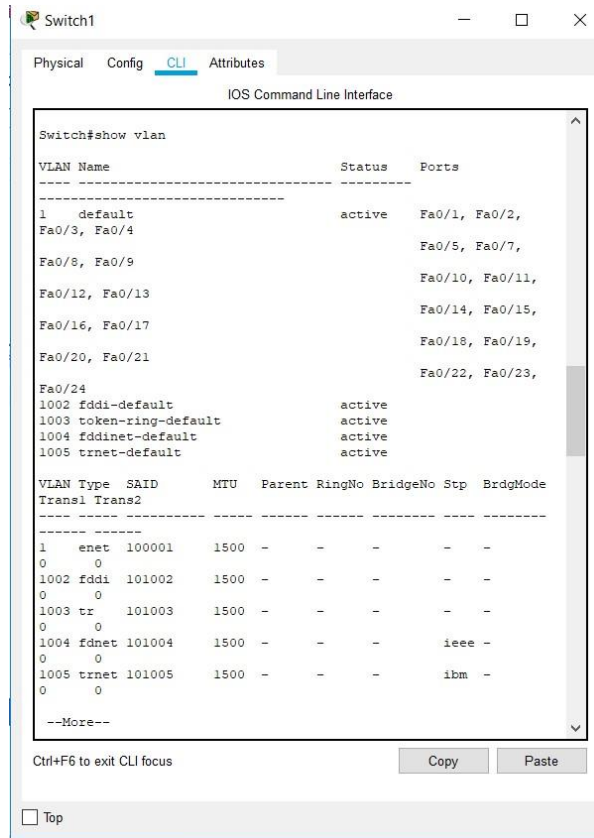 Switch1
Physical Config CLI Attributes
IOS Command Line Interface
Switch#show vlan
VLAN Name Status Ports
---- -------------------------------- ---------
-------------------------------
1 default active Fa0/1, Fa0/2,
Fa0/3, Fa0/4
Fa0/5, Fa0/7,
Fa0/8, Fa0/9
Fa0/10, Fa0/11,
Fa0/12, Fa0/13
Fa0/14, Fa0/15,
Fa0/16, Fa0/17
Fa0/18, Fa0/19,
Fa0/20, Fa0/21
Fa0/22, Fa0/23,
Fa0/24
1002 fddi-default active
1003 token-ring-default active
1004 fddinet-default active
1005 trnet-default active
VLAN Type SAID MTU Parent RingNo BridgeNo Stp BrdgMode
Trans1 Trans2
---- ----- ---------- ----- ------ ------ -------- ---- --------
------ ------
1 enet 100001 1500 - - - - -
0 0
1002 fddi 101002 1500 - - - - -
0 0
1003 tr 101003 1500 - - - - -
0 0
1004 fdnet 101004 1500 - - - ieee -
0 0
1005 trnet 101005 1500 - - - ibm -
0 0
--More--
Ctrl+F6 to exit CLI focus
Copy
Paste
Top